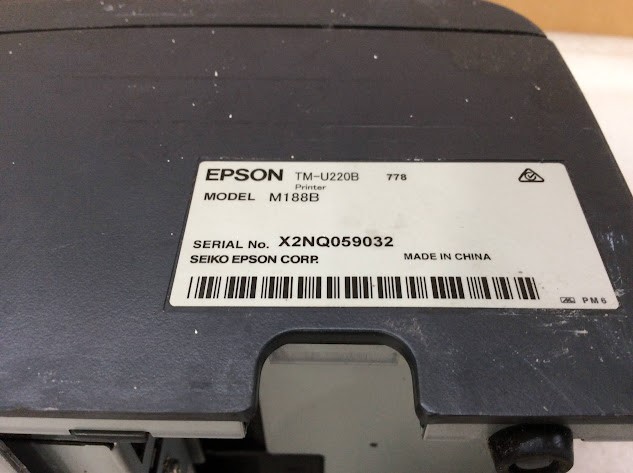 EPSON TM-U220B 778
Printer
MODEL M188B
SERIAL No. X2NQ059032
SEIKO EPSON CORP. MADE IN CHINA
PM6